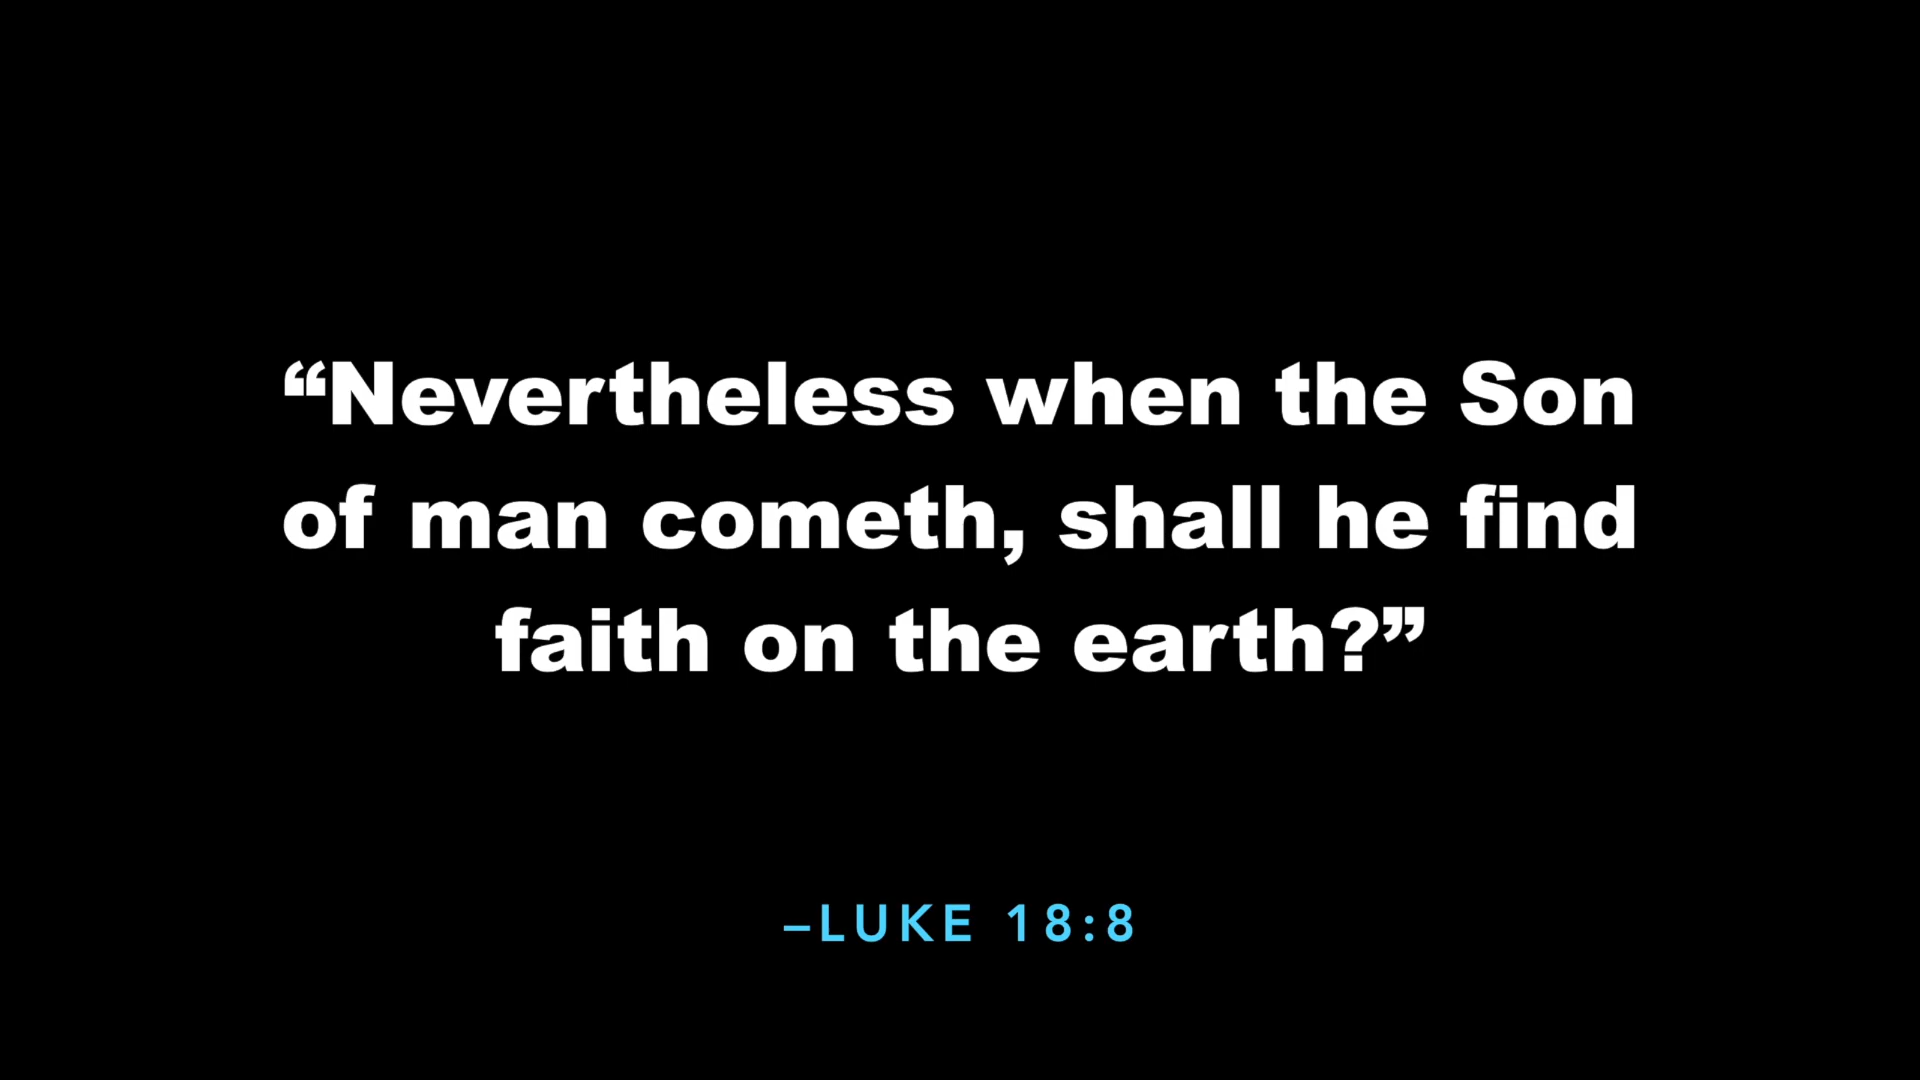 “Nevertheless when the Son
of man cometh, shall he find
faith on the earth?”
–LUKE 18:8